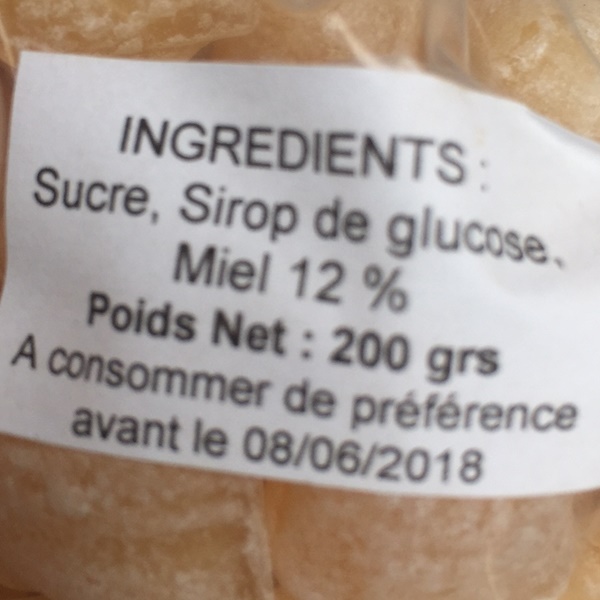 INGREDIENTS :
Sucre, Sirop de glucose,
Miel 12 %
Poids Net : 200 grs
A consommer de préférence
avant le 08/06/2018